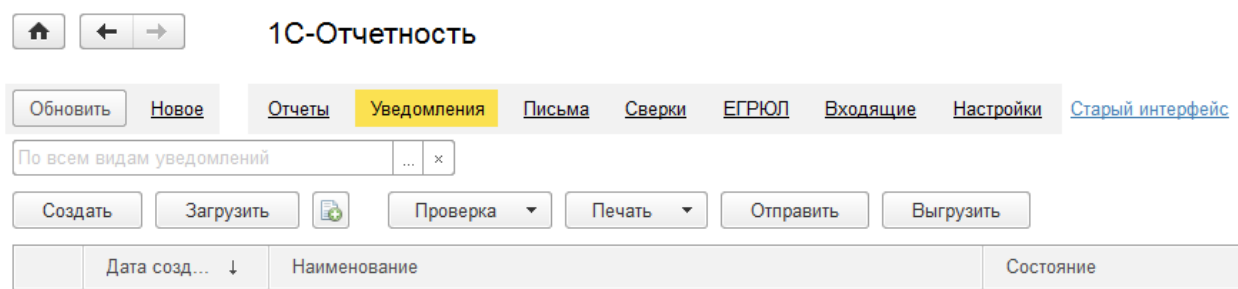 1С-Отчетность
Обновить Новое Отчеты Уведомления Письма Сверки ЕГРЮЛ Входящие Настройки Старый интерфейс
По всем видам уведомлений ... ×
Создать Загрузить Проверка Печать Отправить Выгрузить
Дата созд... ↓ Наименование Состояние